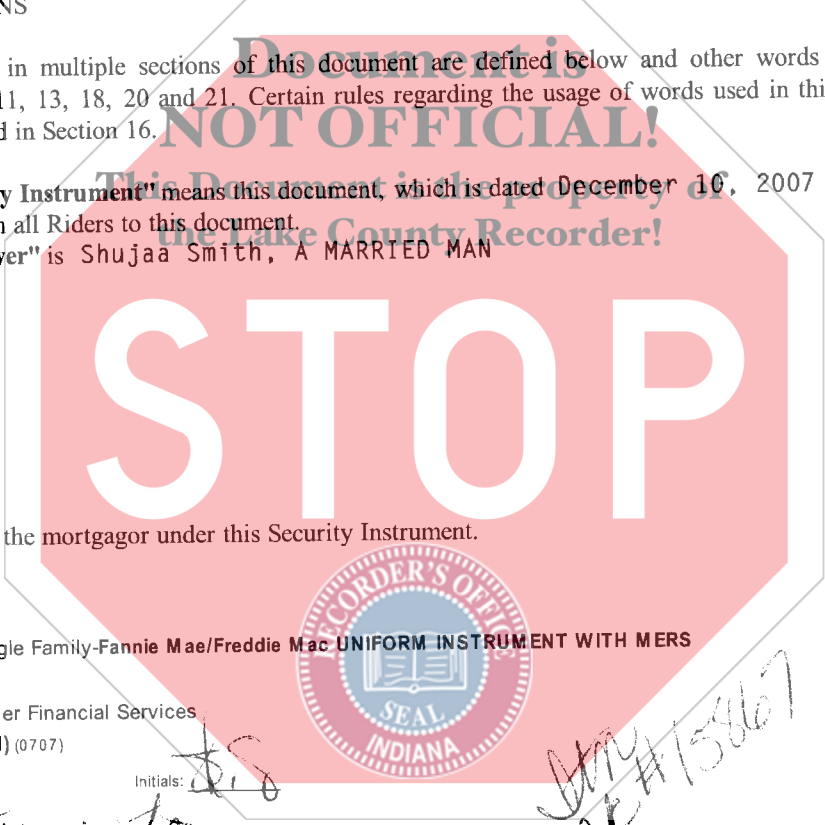 NS
Document is
in multiple sections of this document are defined below and other words
11, 13, 18, 20 and 21. Certain rules regarding the usage of words used in thi
d in Section 16.
NOT OFFICIAL!
y Instrument" means this document, which is dated December 10, 2007
This Document is the property of
n all Riders to this document.
the Lake County Recorder!
er" is Shujaa Smith, A MARRIED MAN
STOP
the mortgagor under this Security Instrument.
RECORDER'S OFFICE
gle Family-Fannie Mae/Freddie Mac UNIFORM INSTRUMENT WITH MERS
SEAL
er Financial Services
INDIANA
) (0707)
Initials: J.S
# 15867